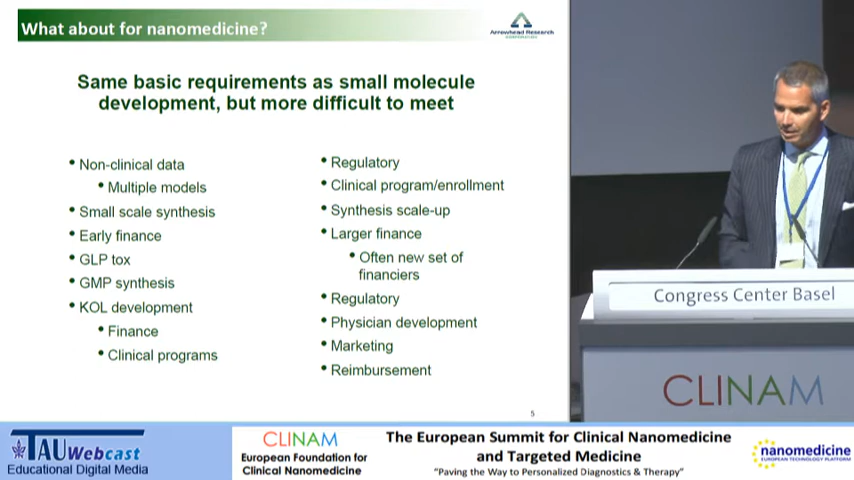 What about for nanomedicine?
Arrowhead Research
CORPORATION
Same basic requirements as small molecule
development, but more difficult to meet
• Non-clinical data
• Multiple models
• Small scale synthesis
• Early finance
• GLP tox
• GMP synthesis
• KOL development
• Finance
• Clinical programs
• Regulatory
• Clinical program/enrollment
• Synthesis scale-up
• Larger finance
• Often new set of
financiers
• Regulatory
• Physician development
• Marketing
• Reimbursement
5
Congress Center Basel
CLINAM
TAU Webcast
Educational Digital Media
CLINAM
European Foundation for
Clinical Nanomedicine
The European Summit for Clinical Nanomedicine
and Targeted Medicine
"Paving the Way to Personalized Diagnostics & Therapy"
nanomedicine
EUROPEAN TECHNOLOGY PLATFORM